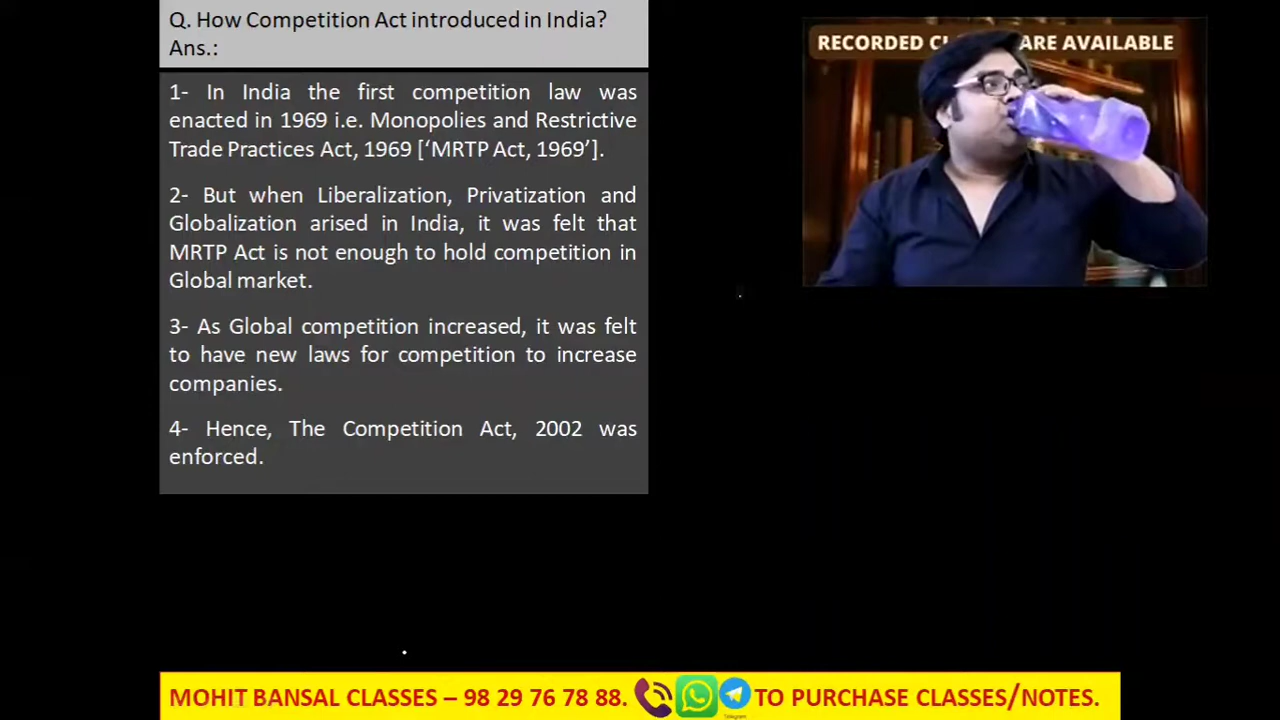 Q. How Competition Act introduced in India?
Ans.:
1- In India the first competition law was
enacted in 1969 i.e. Monopolies and Restrictive
Trade Practices Act, 1969 [‘MRTP Act, 1969’].
2- But when Liberalization, Privatization and
Globalization arised in India, it was felt that
MRTP Act is not enough to hold competition in
Global market.
3- As Global competition increased, it was felt
to have new laws for competition to increase
companies.
4- Hence, The Competition Act, 2002 was
enforced.
RECORDED ARE AVAILABLE
MOHIT BANSAL CLASSES – 98 29 76 78 88. TO PURCHASE CLASSES/NOTES.
Telegram